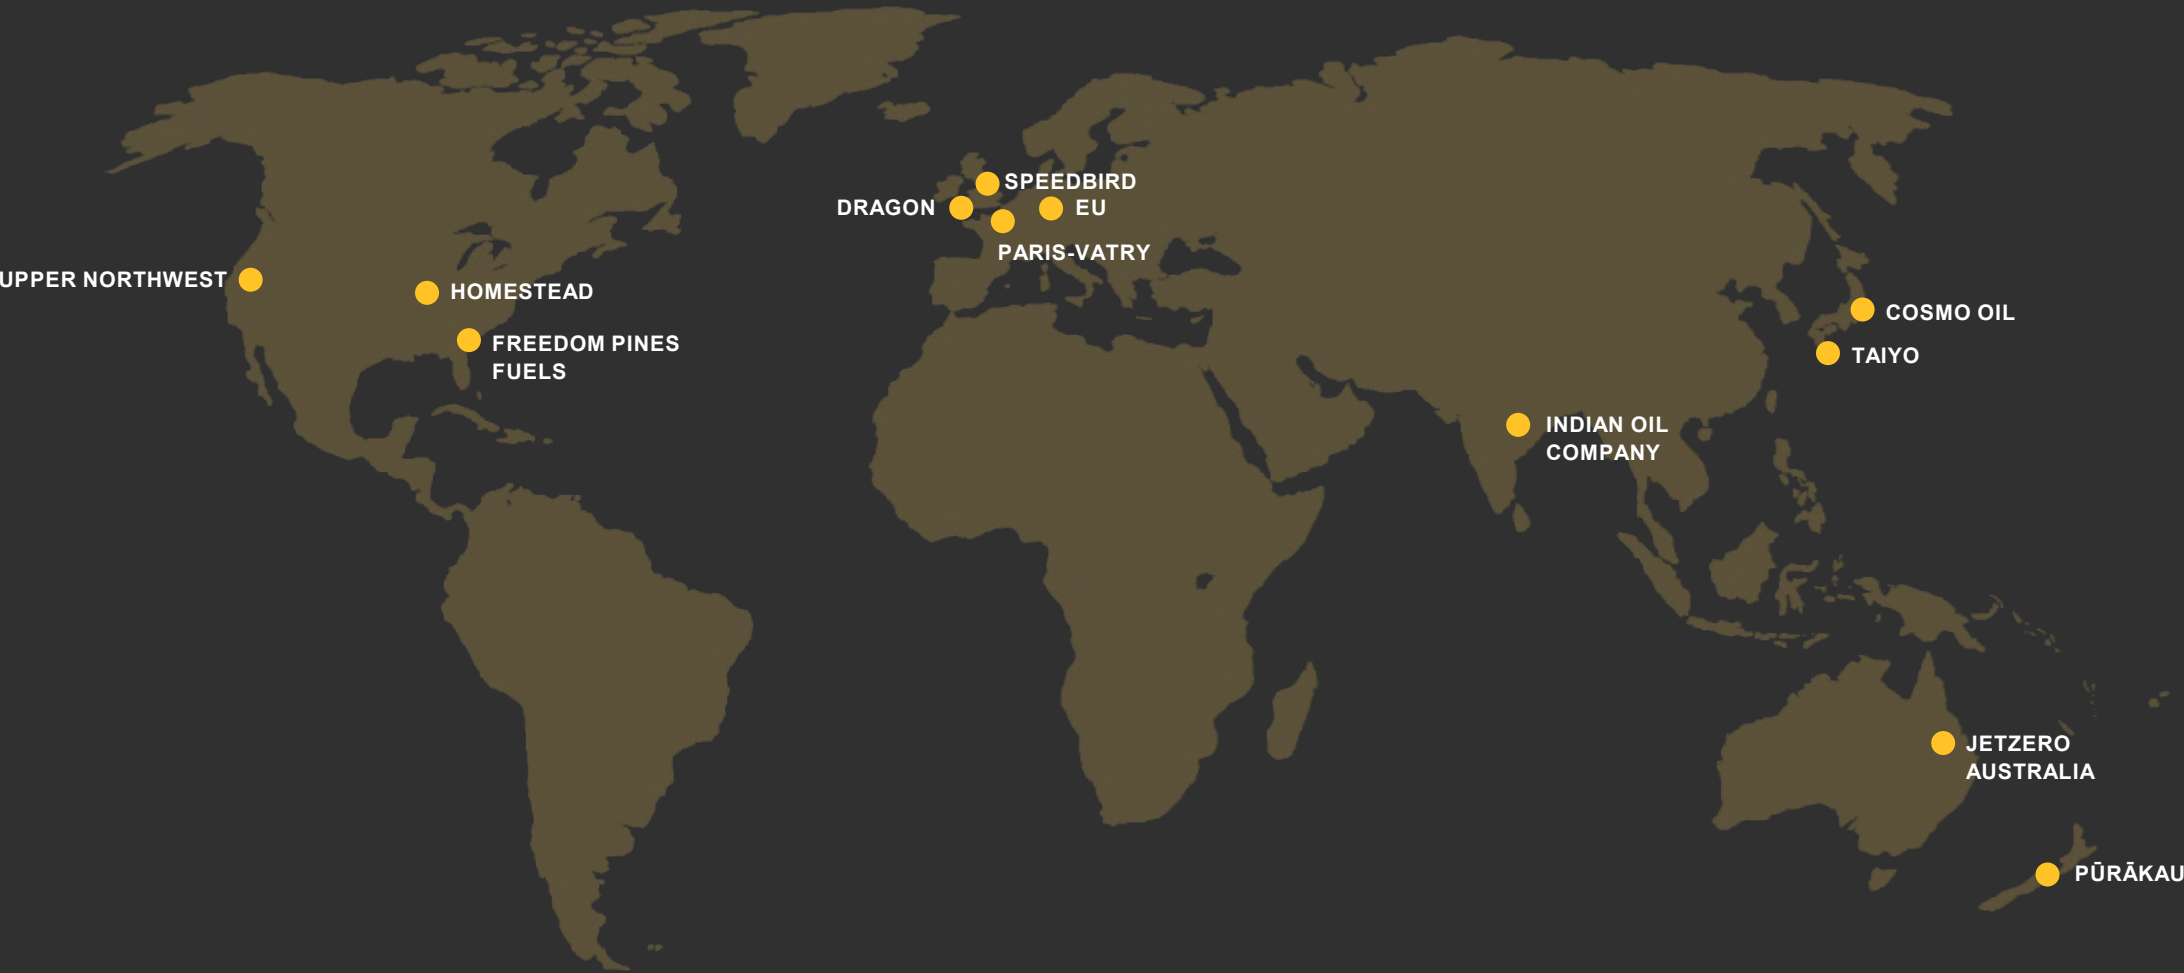 SPEEDBIRD
DRAGON
EU
PARIS-VATRY
UPPER NORTHWEST
HOMESTEAD
FREEDOM PINES
FUELS
COSMO OIL
TAIYO
INDIAN OIL
COMPANY
JETZERO
AUSTRALIA
PŪRĀKAU